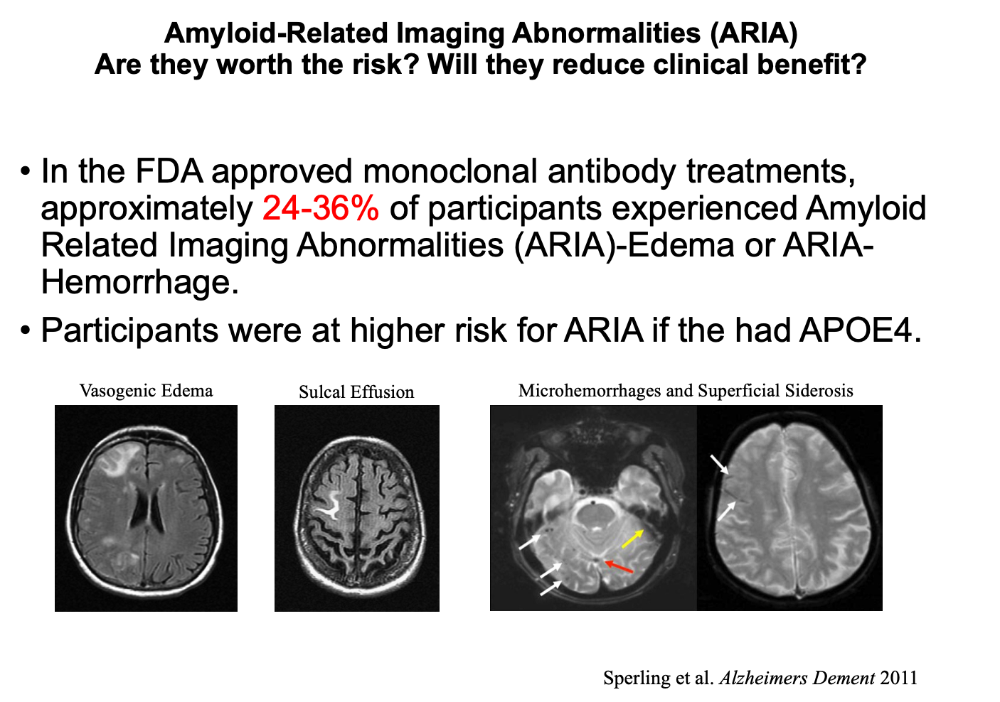 Amyloid-Related Imaging Abnormalities (ARIA)
Are they worth the risk? Will they reduce clinical benefit?
• In the FDA approved monoclonal antibody treatments,
approximately 24-36% of participants experienced Amyloid
Related Imaging Abnormalities (ARIA)-Edema or ARIA-
Hemorrhage.
• Participants were at higher risk for ARIA if the had APOE4.
Vasogenic Edema
Sulcal Effusion
Microhemorrhages and Superficial Siderosis
Sperling et al. Alzheimers Dement 2011